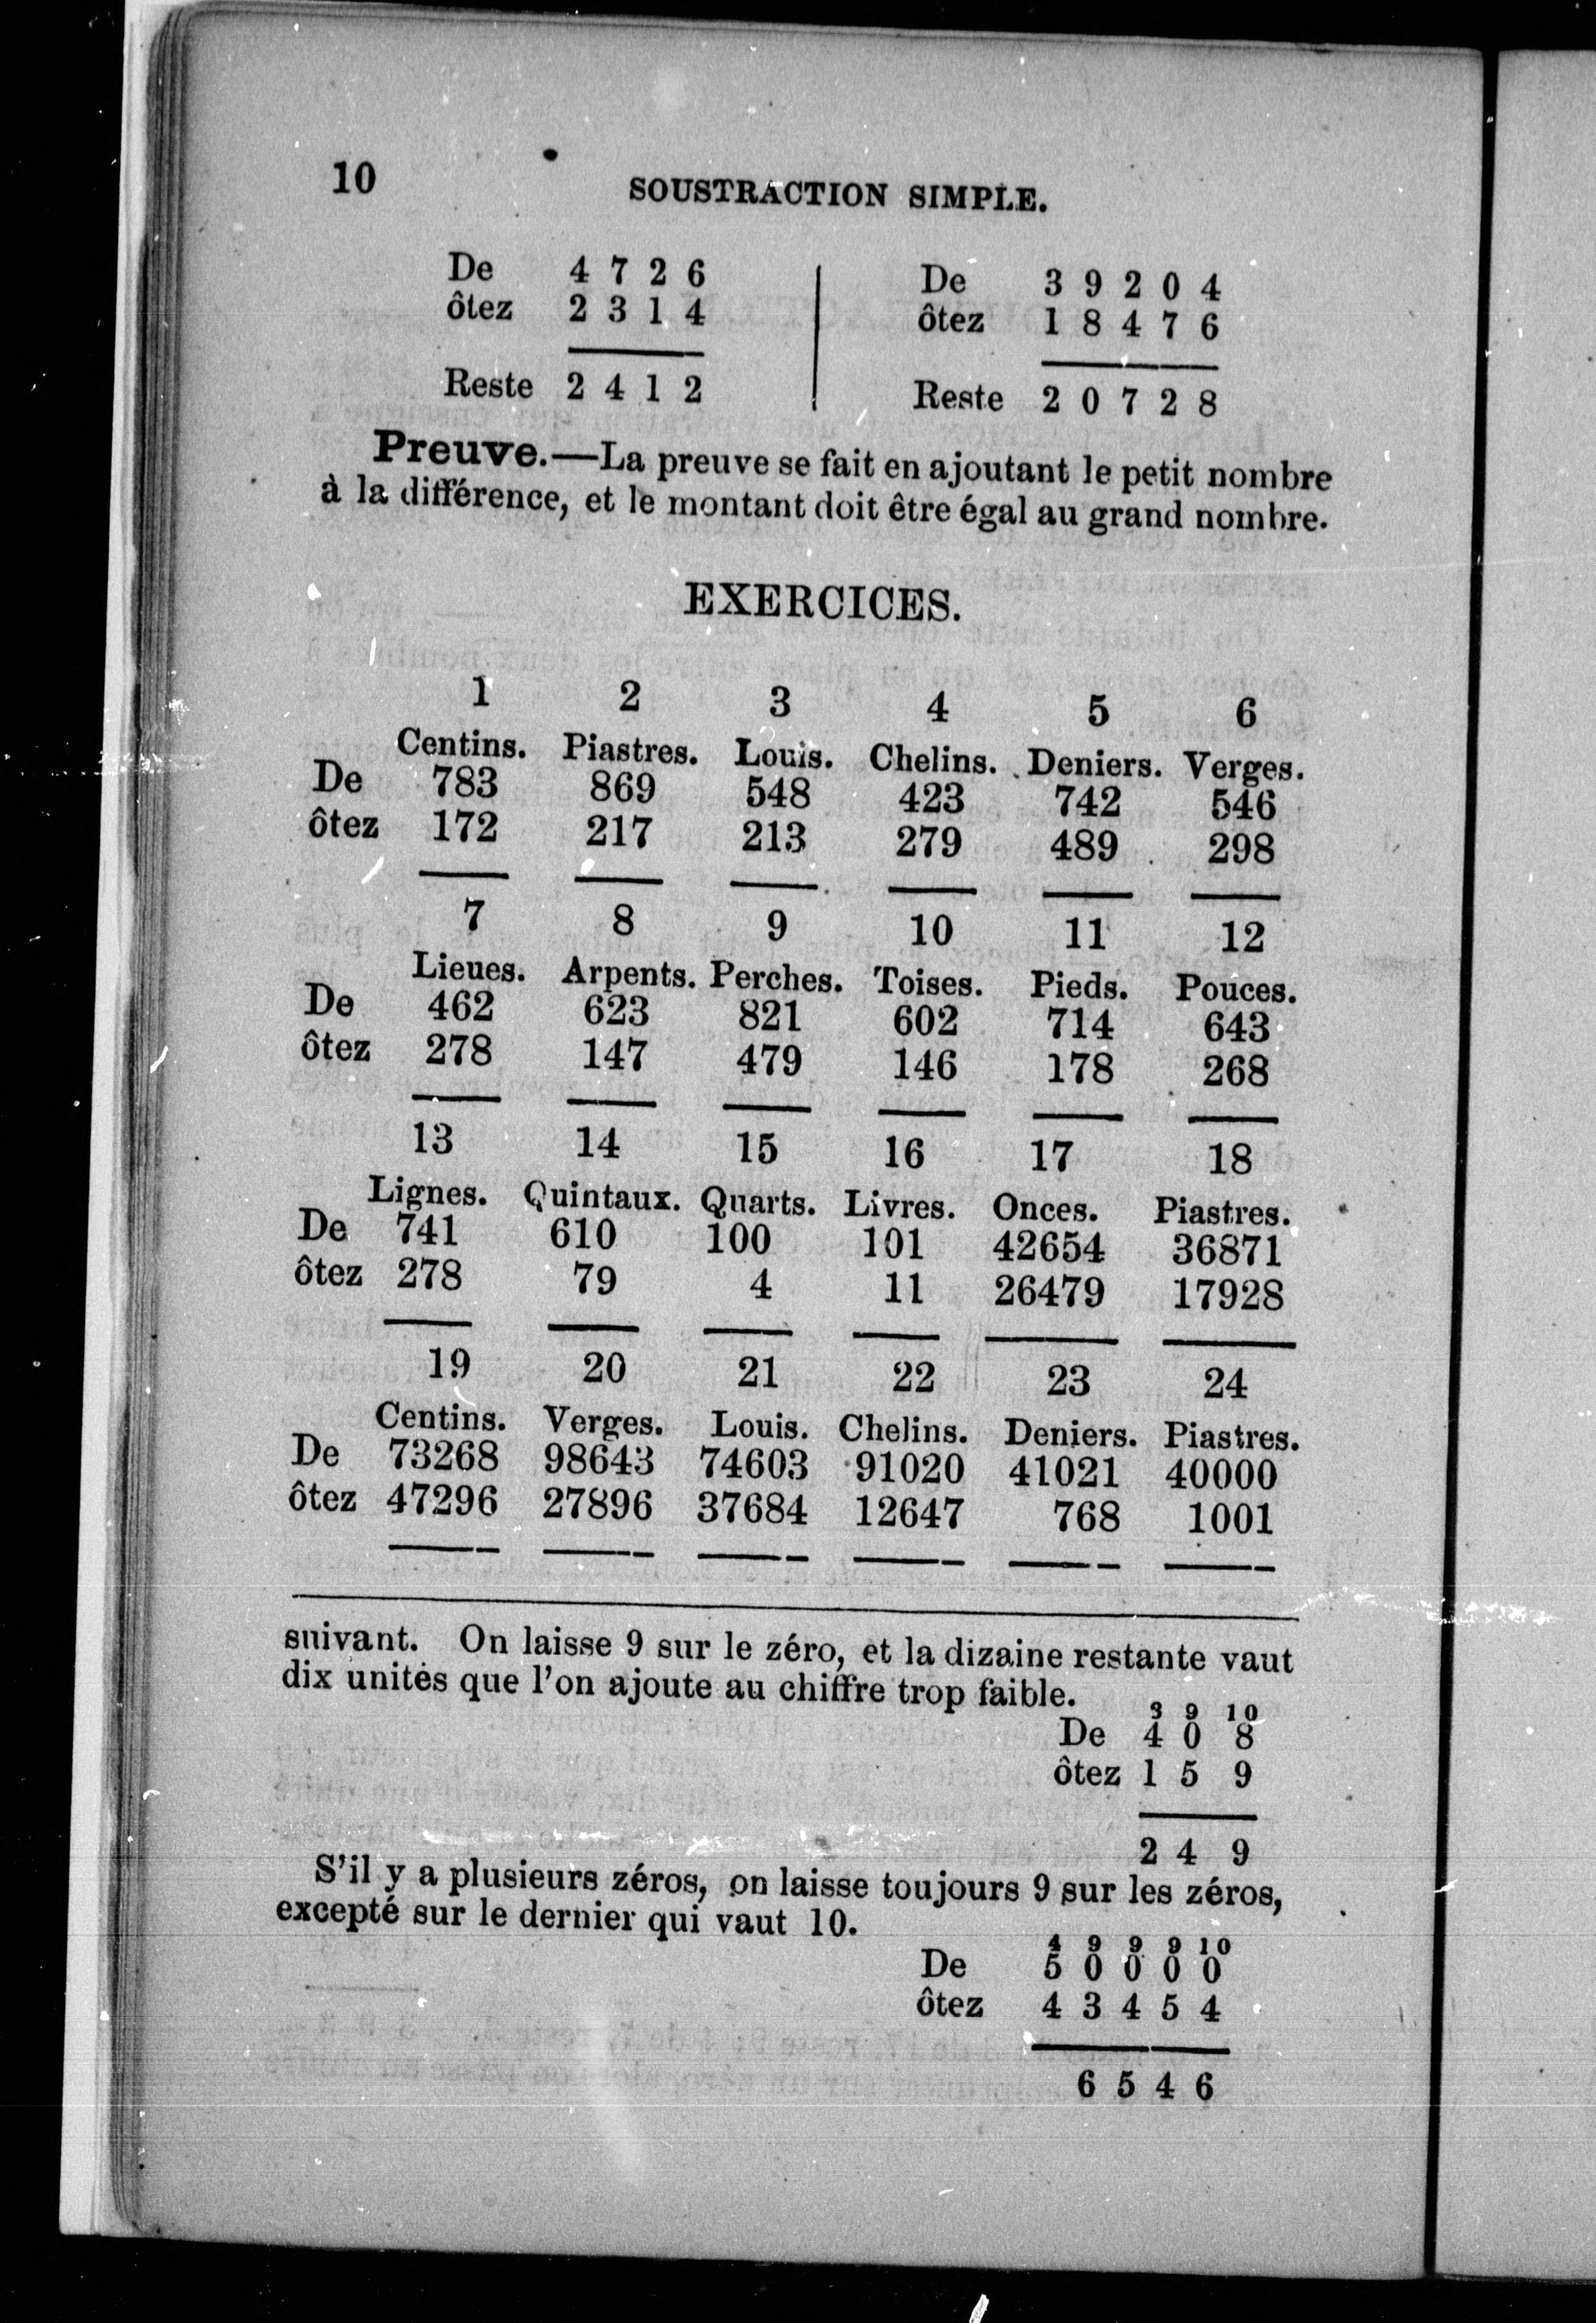 10 SOUSTRACTION SIMPLE.
De 4 7 2 6 De 3 9 2 0 4
ôtez 2 3 1 4 ôtez 1 8 4 7 6
Reste 2 4 1 2 Reste 2 0 7 2 8
Preuve.—La preuve se fait en ajoutant le petit nombre
à la différence, et le montant doit être égal au grand nombre.
EXERCICES.
1 2 3 4 5 6
Centins. Piastres. Louis. Chelins. Deniers. Verges.
De 783 869 548 423 742 546
ôtez 172 217 213 279 489 298
7 8 9 10 11 12
Lieues. Arpents. Perches. Toises. Pieds. Pouces.
De 462 623 821 602 714 643
ôtez 278 147 479 146 178 268
13 14 15 16 17 18
Lignes. Quintaux. Quarts. Livres. Onces. Piastres.
De 741 610 100 101 42654 36871
ôtez 278 79 4 11 26479 17928
19 20 21 22 23 24
Centins. Verges. Louis. Chelins. Deniers. Piastres.
De 73268 98643 74603 91020 41021 40000
ôtez 47296 27896 37684 12647 768 1001
suivant. On laisse 9 sur le zéro, et la dizaine restante vaut
dix unités que l'on ajoute au chiffre trop faible.
3 9 10
De 4 0 8
ôtez 1 5 9
2 4 9
S'il y a plusieurs zéros, on laisse toujours 9 sur les zéros,
excepté sur le dernier qui vaut 10.
4 9 9 9 10
De 5 0 0 0 0
ôtez 4 3 4 5 4
6 5 4 6